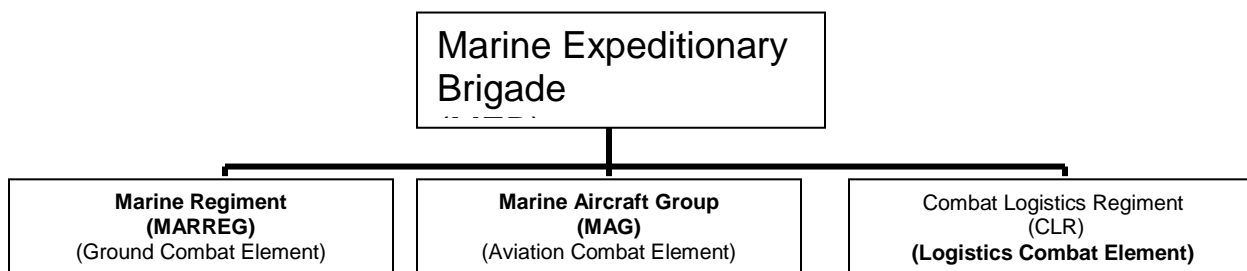 Marine Expeditionary
Brigade
Marine Regiment
(MARREG)
(Ground Combat Element)
Marine Aircraft Group
(MAG)
(Aviation Combat Element)
Combat Logistics Regiment
(CLR)
(Logistics Combat Element)